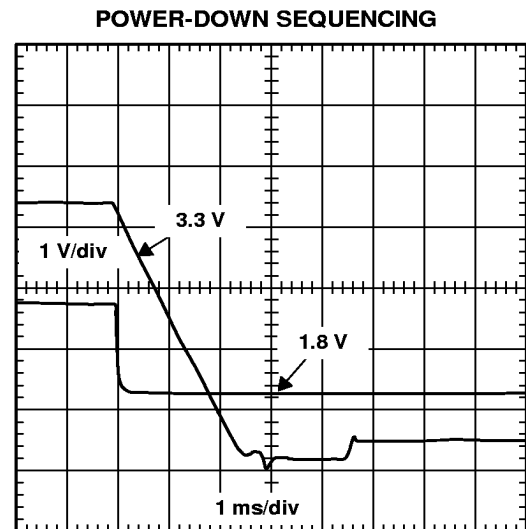 POWER-DOWN SEQUENCING
3.3 V
1 V/div
1.8 V
1 ms/div